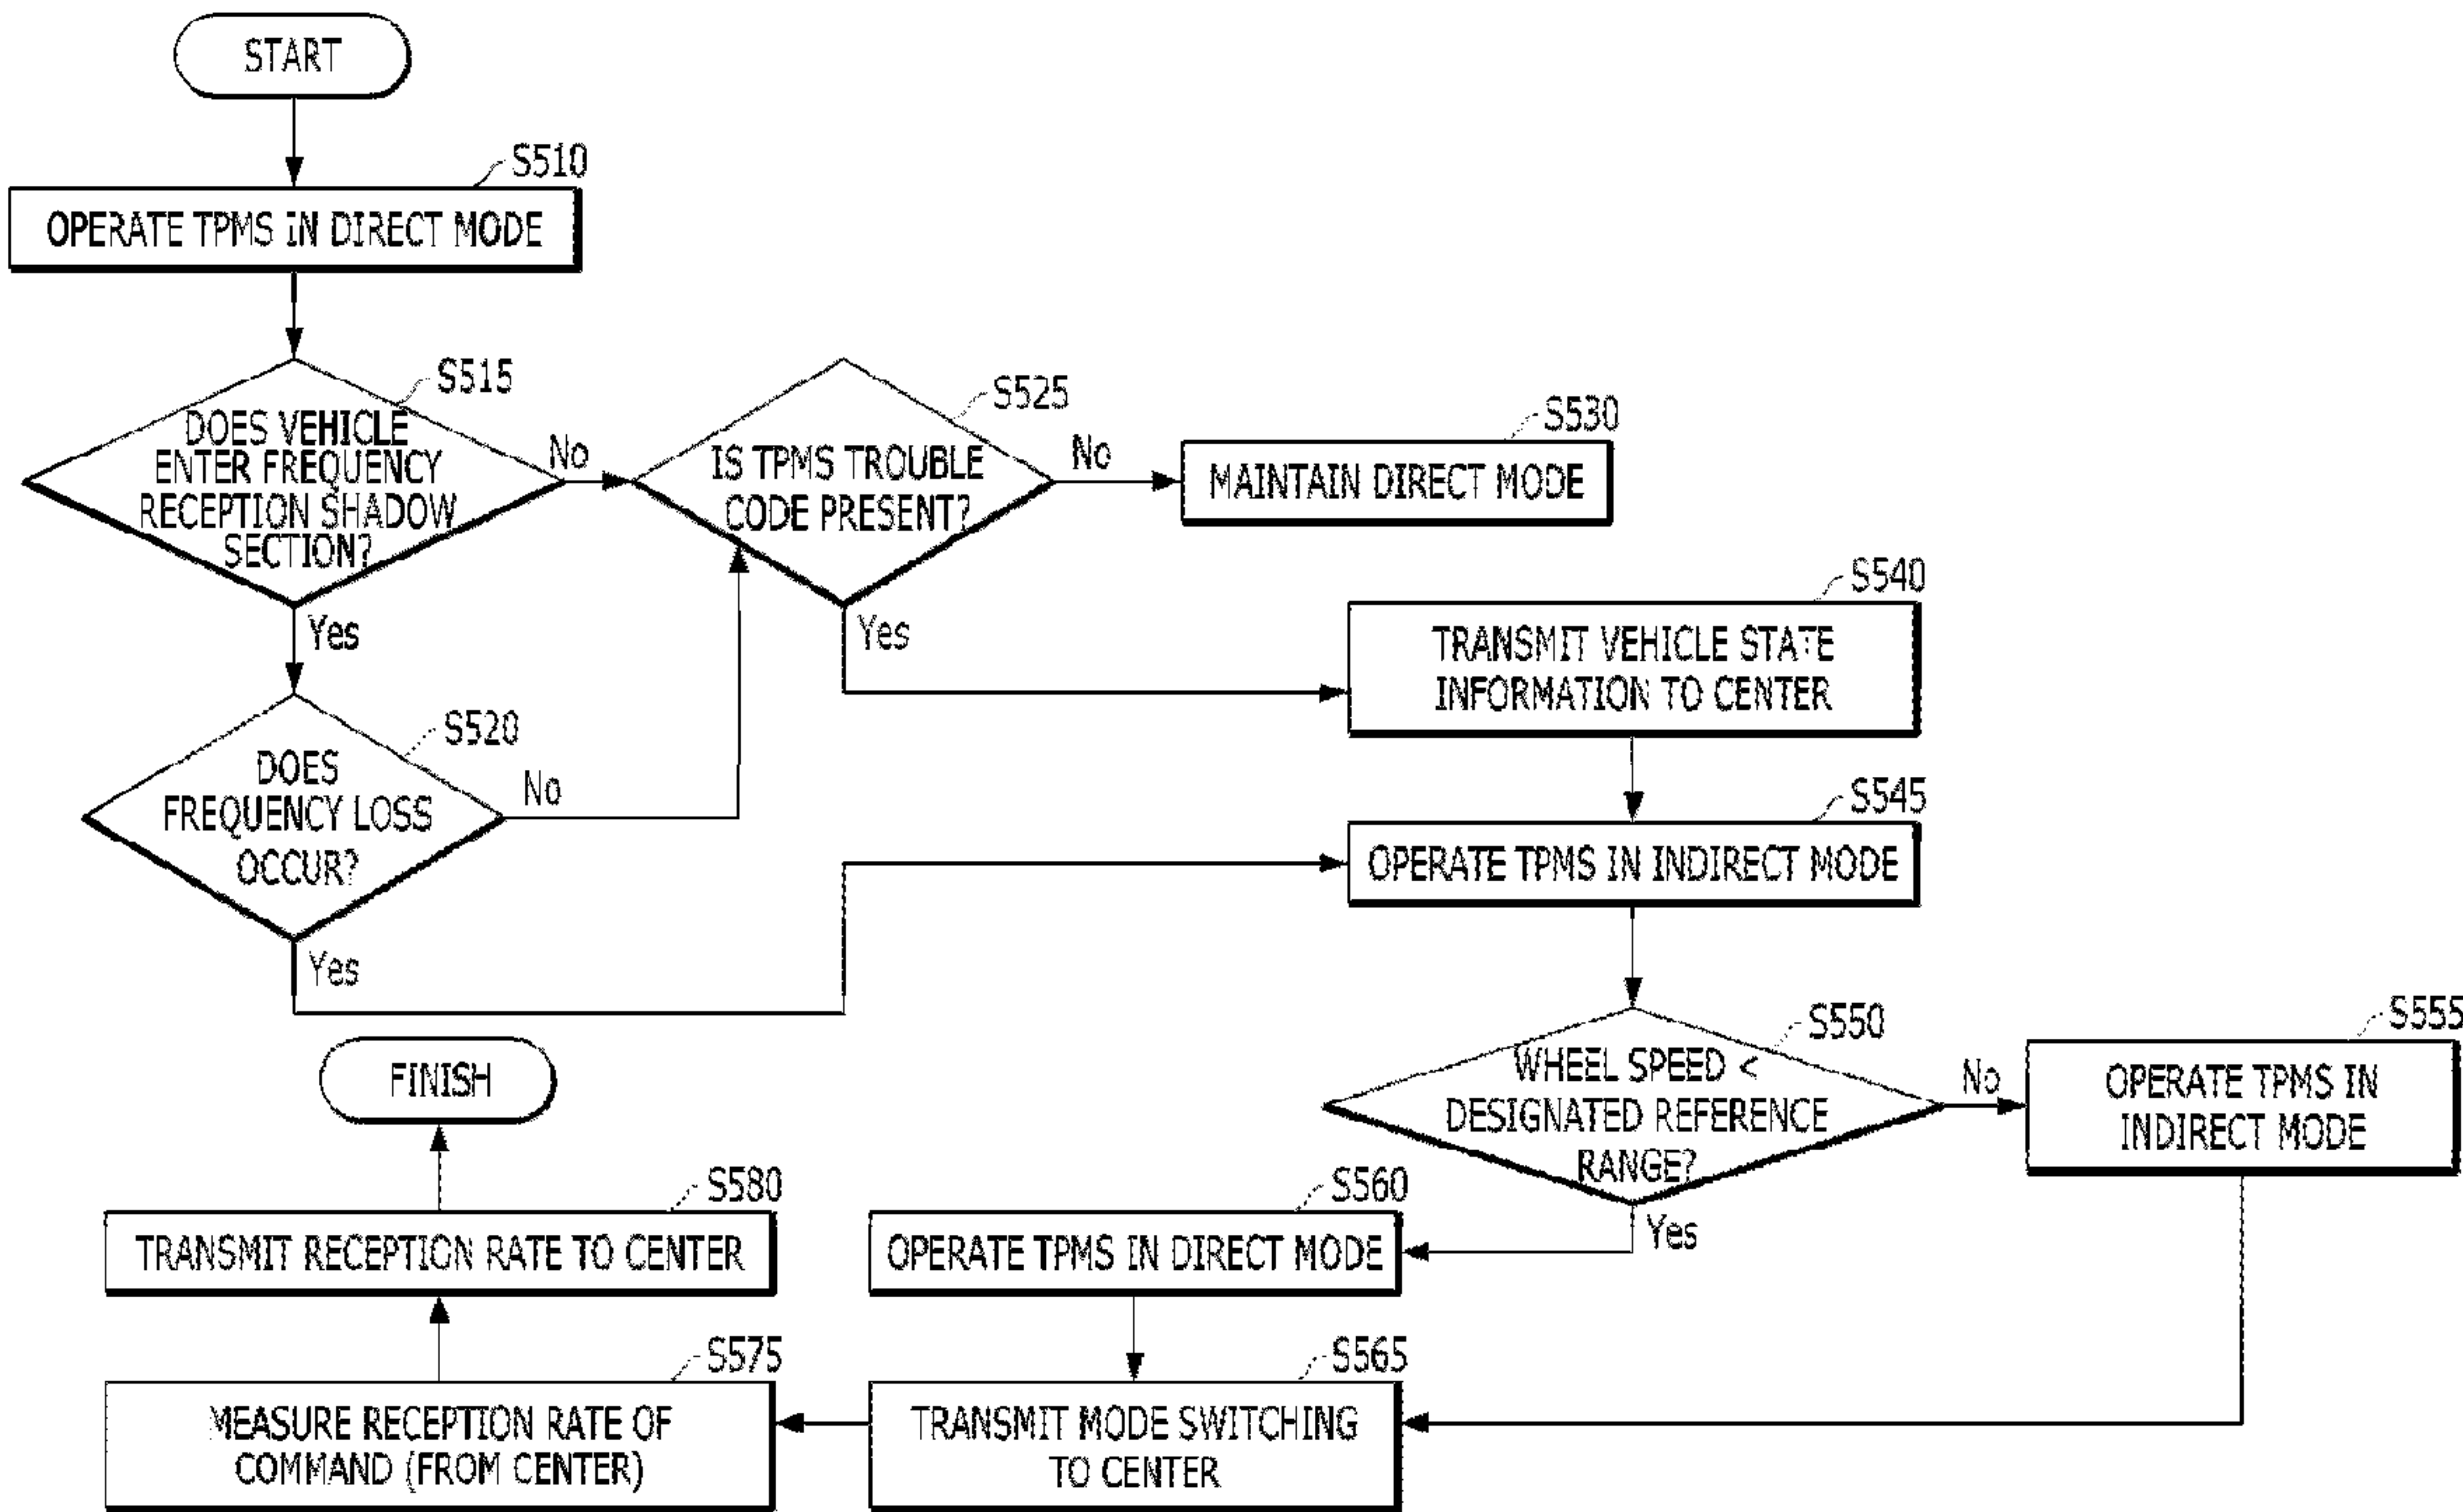 START
S510
OPERATE TPMS IN DIRECT MODE
S515
DOES VEHICLE
ENTER FREQUENCY
RECEPTION SHADOW
SECTION?
No
Yes
S525
IS TPMS TROUBLE
CODE PRESENT?
No
Yes
S530
MAINTAIN DIRECT MODE
S520
DOES
FREQUENCY LOSS
OCCUR?
No
Yes
S540
TRANSMIT VEHICLE STATE
INFORMATION TO CENTER
S545
OPERATE TPMS IN INDIRECT MODE
S550
WHEEL SPEED <
DESIGNATED REFERENCE
RANGE?
No
Yes
S555
OPERATE TPMS IN
INDIRECT MODE
S560
OPERATE TPMS IN DIRECT MODE
S565
TRANSMIT MODE SWITCHING
TO CENTER
S575
MEASURE RECEPTION RATE OF
COMMAND (FROM CENTER)
S580
TRANSMIT RECEPTION RATE TO CENTER
FINISH